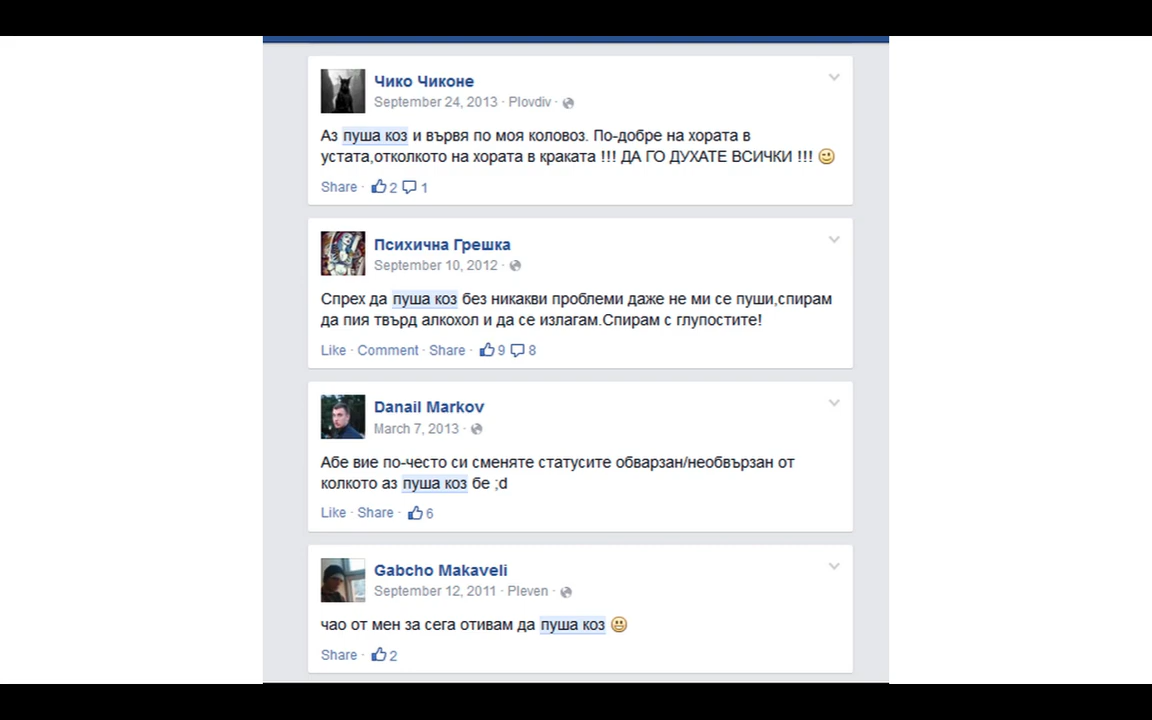 Чико Чиконе
September 24, 2013 · Plovdiv ·
Аз пуша коз и вървя по моя коловоз. По-добре на хората в
устата,отколкото на хората в краката !!! ДА ГО ДУХАТЕ ВСИЧКИ !!! 😉
Share · 2 1
Психична Грешка
September 10, 2012 ·
Спрех да пуша коз без никакви проблеми даже не ми се пуши,спирам
да пия твърд алкохол и да се излагам.Спирам с глупостите!
Like · Comment · Share · 9 8
Danail Markov
March 7, 2013 ·
Абе вие по-често си сменяте статусите обварзан/необвързан от
колкото аз пуша коз бе ;d
Like · Share · 6
Gabcho Makaveli
September 12, 2011 · Pleven ·
чао от мен за сега отивам да пуша коз 😬
Share · 2